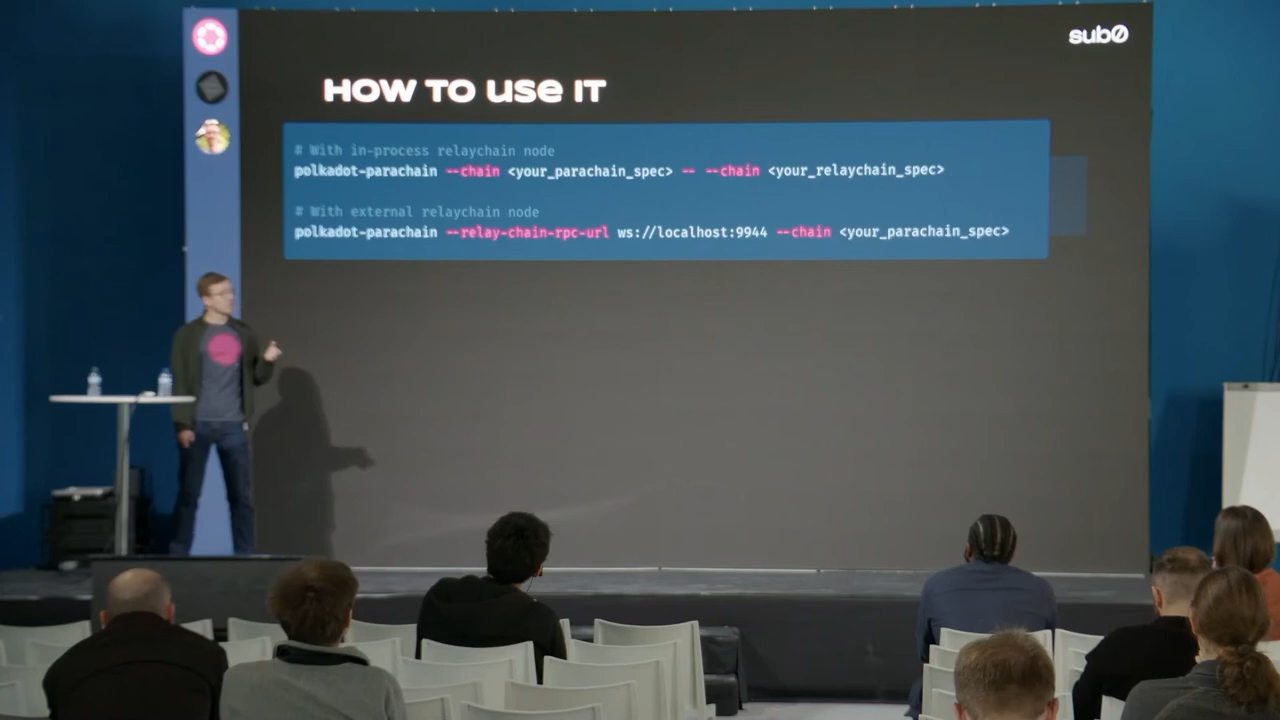 sub0
HOW TO USE IT
# With in-process relaychain node
polkadot-parachain --chain <your_parachain_spec> -- --chain <your_relaychain_spec>
# With external relaychain node
polkadot-parachain --relay-chain-rpc-url ws://localhost:9944 --chain <your_parachain_spec>